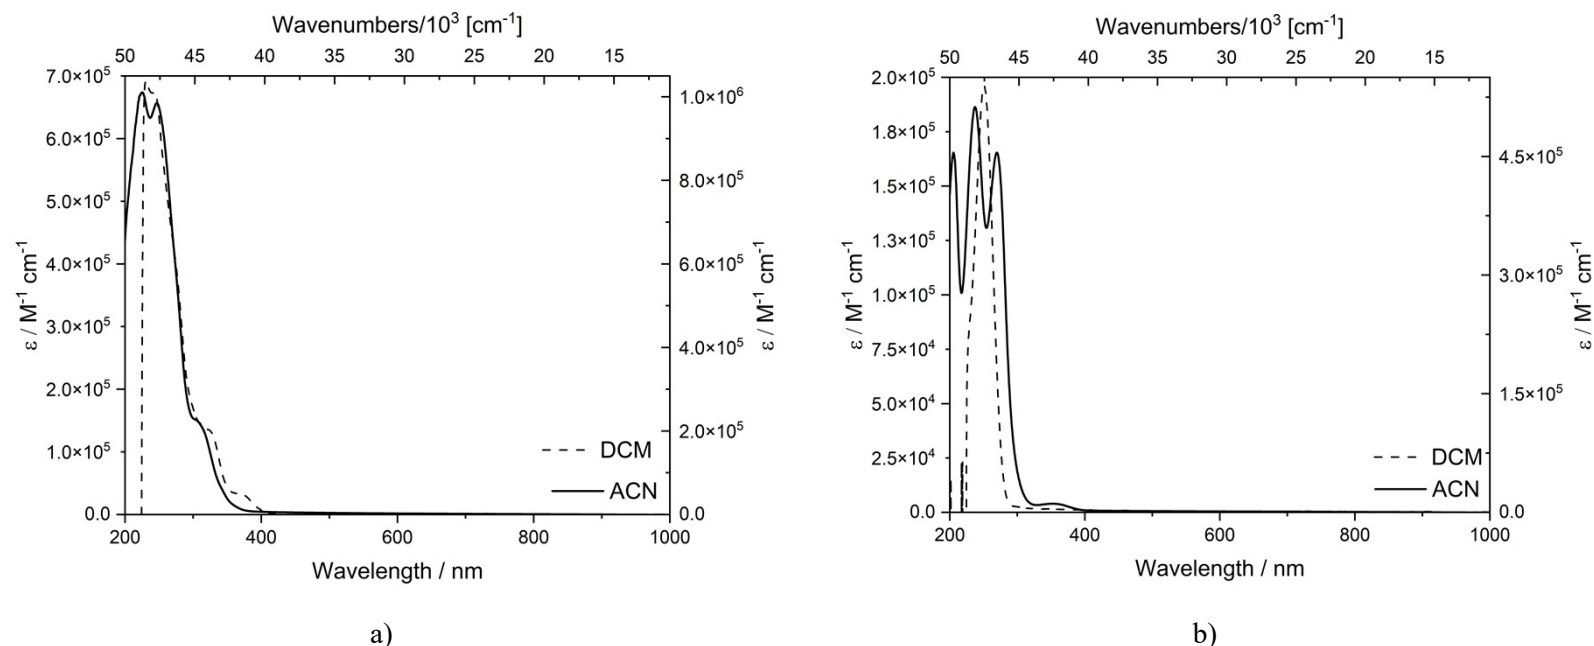 Wavenumbers/10³ [cm⁻¹]
50 45 40 35 30 25 20 15
7.0×10⁵
6.0×10⁵
5.0×10⁵
4.0×10⁵
3.0×10⁵
2.0×10⁵
1.0×10⁵
0.0
ε / M⁻¹ cm⁻¹
1.0×10⁶
8.0×10⁵
6.0×10⁵
4.0×10⁵
2.0×10⁵
0.0
ε / M⁻¹ cm⁻¹
DCM
ACN
200 400 600 800 1000
Wavelength / nm
a)
Wavenumbers/10³ [cm⁻¹]
50 45 40 35 30 25 20 15
2.0×10⁵
1.8×10⁵
1.5×10⁵
1.3×10⁵
1.0×10⁵
7.5×10⁴
5.0×10⁴
2.5×10⁴
0.0
ε / M⁻¹ cm⁻¹
4.5×10⁵
3.0×10⁵
1.5×10⁵
0.0
ε / M⁻¹ cm⁻¹
DCM
ACN
200 400 600 800 1000
Wavelength / nm
b)